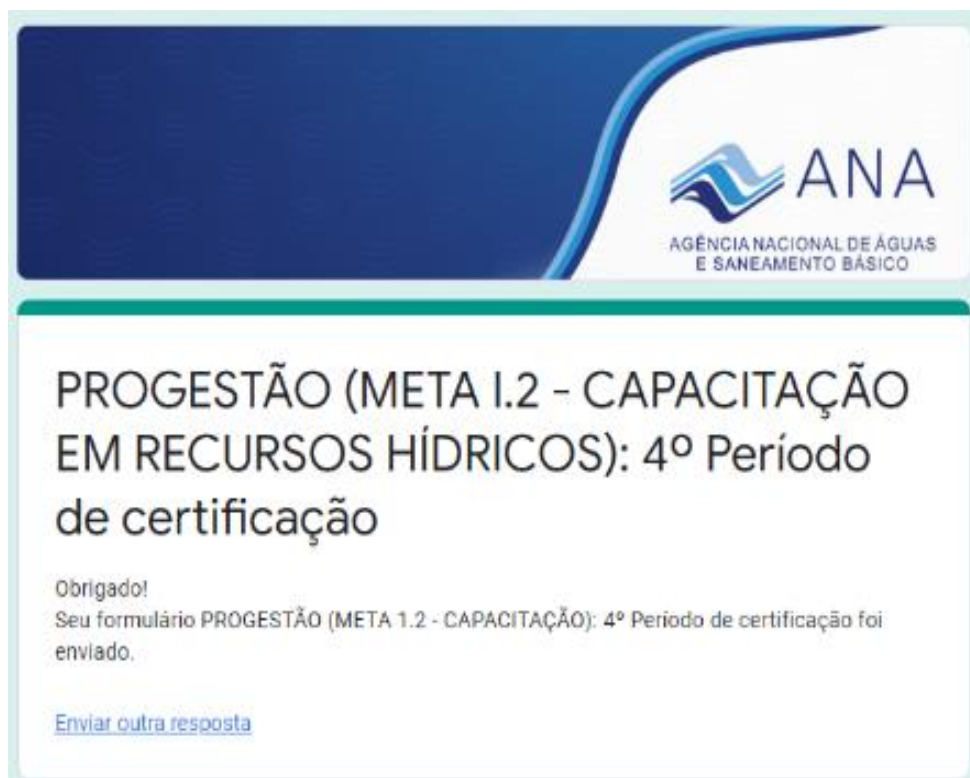 ANA
AGÊNCIA NACIONAL DE ÁGUAS
E SANEAMENTO BÁSICO
PROGESTÃO (META I.2 - CAPACITAÇÃO
EM RECURSOS HÍDRICOS): 4º Período
de certificação
Obrigado!
Seu formulário PROGESTÃO (META 1.2 - CAPACITAÇÃO): 4º Período de certificação foi
enviado.
Enviar outra resposta